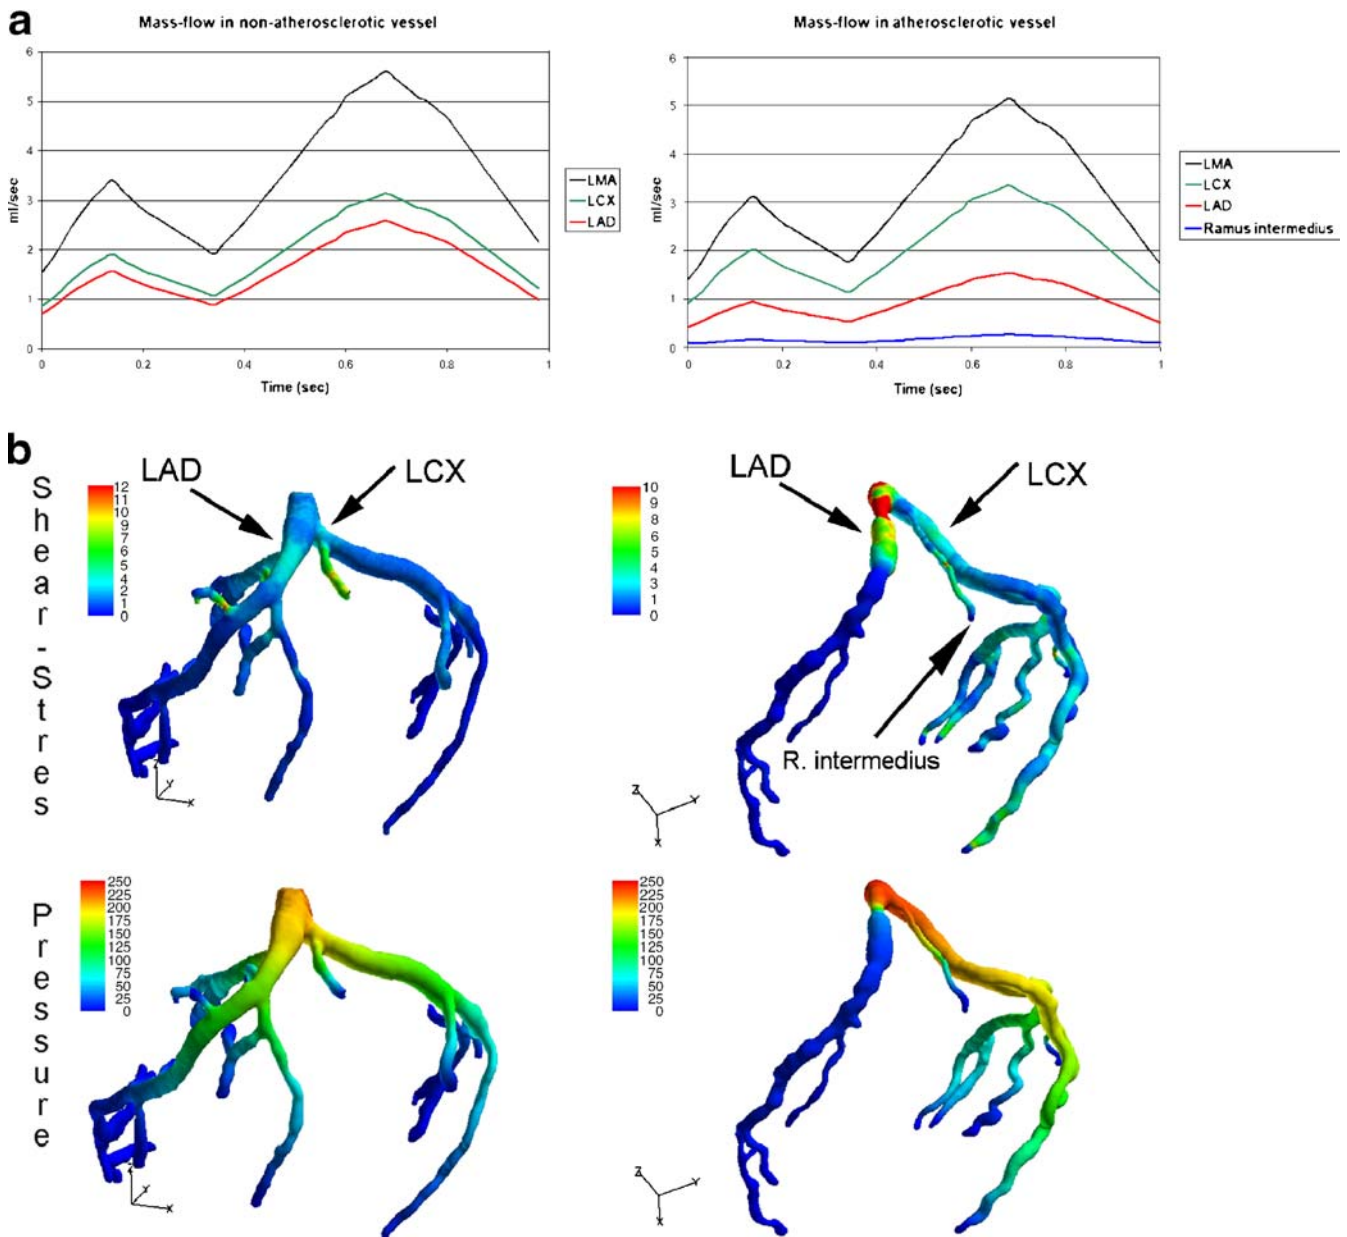 a
Mass-flow in non-atherosclerotic vessel
6
5
4
3
2
1
0
ml/sec
0 0.2 0.4 0.6 0.8 1
Time (sec)
LMA
LCX
LAD
Mass-flow in atherosclerotic vessel
6
5
4
3
2
1
0
ml/sec
0 0.2 0.4 0.6 0.8 1
Time (sec)
LMA
LCX
LAD
Ramus intermedius
b
Shear-Stres
12
11
10
9
7
6
5
4
2
1
0
LAD
LCX
Z
Y
X
10
9
8
6
5
4
3
1
0
LAD
LCX
R. intermedius
Z
Y
X
Pressure
250
225
200
175
150
125
100
75
50
25
0
Z
Y
X
250
225
200
175
150
125
100
75
50
25
0
Z
Y
X